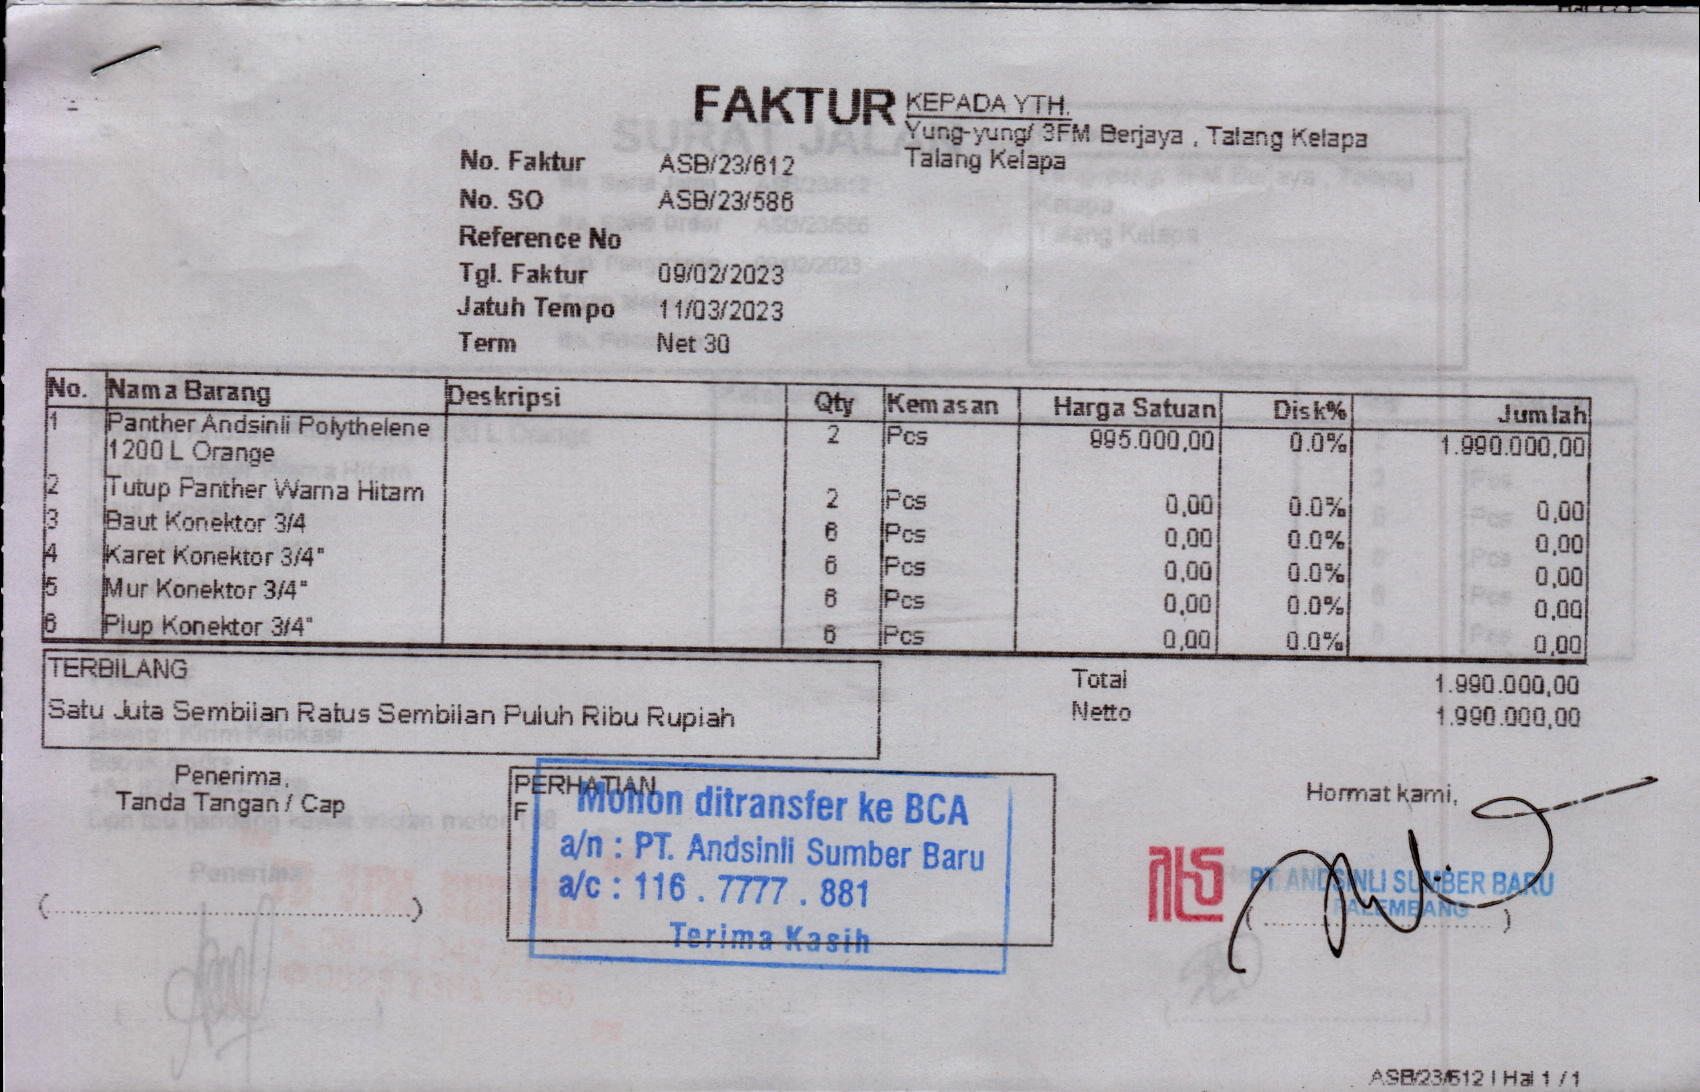 FAKTUR
KEPADA YTH.
Yung-yung/ 3FM Berjaya , Talang Kelapa
Talang Kelapa
No. Faktur ASB/23/612
No. SO ASB/23/586
Reference No
Tgl. Faktur 09/02/2023
Jatuh Tempo 11/03/2023
Term Net 30
No. Nama Barang Deskripsi Qty Kemasan Harga Satuan Disk% Jumlah
1 Panther Andsinli Polythelene 2 Pcs 995.000,00 0.0% 1.990.000,00
1200 L Orange
2 Tutup Panther Warna Hitam 2 Pcs 0,00 0.0% 0,00
3 Baut Konektor 3/4 6 Pcs 0,00 0.0% 0,00
4 Karet Konektor 3/4" 6 Pcs 0,00 0.0% 0,00
5 Mur Konektor 3/4" 6 Pcs 0,00 0.0% 0,00
6 Plup Konektor 3/4" 6 Pcs 0,00 0.0% 0,00
TERBILANG
Satu Juta Sembilan Ratus Sembilan Puluh Ribu Rupiah
Total 1.990.000,00
Netto 1.990.000,00
Penerima,
Tanda Tangan / Cap
(....................................................)
PERHATIAN
F
Mohon ditransfer ke BCA
a/n : PT. Andsinli Sumber Baru
a/c : 116 . 7777 . 881
Terima Kasih
Hormat kami,
PT. ANDSINLI SUMBER BARU
PALEMBANG
(....................................)
ASB/23/612 | Hal 1 / 1